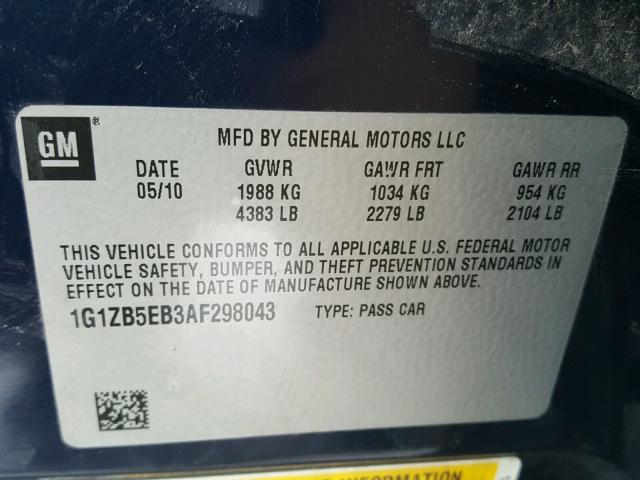 GM ® MFD BY GENERAL MOTORS LLC
DATE GVWR GAWR FRT GAWR RR
05/10 1988 KG 1034 KG 954 KG
4383 LB 2279 LB 2104 LB
THIS VEHICLE CONFORMS TO ALL APPLICABLE U.S. FEDERAL MOTOR
VEHICLE SAFETY, BUMPER, AND THEFT PREVENTION STANDARDS IN
EFFECT ON THE DATE OF MANUFACTURE SHOWN ABOVE.
1G1ZB5EB3AF298043 TYPE: PASS CAR
INFORMATION